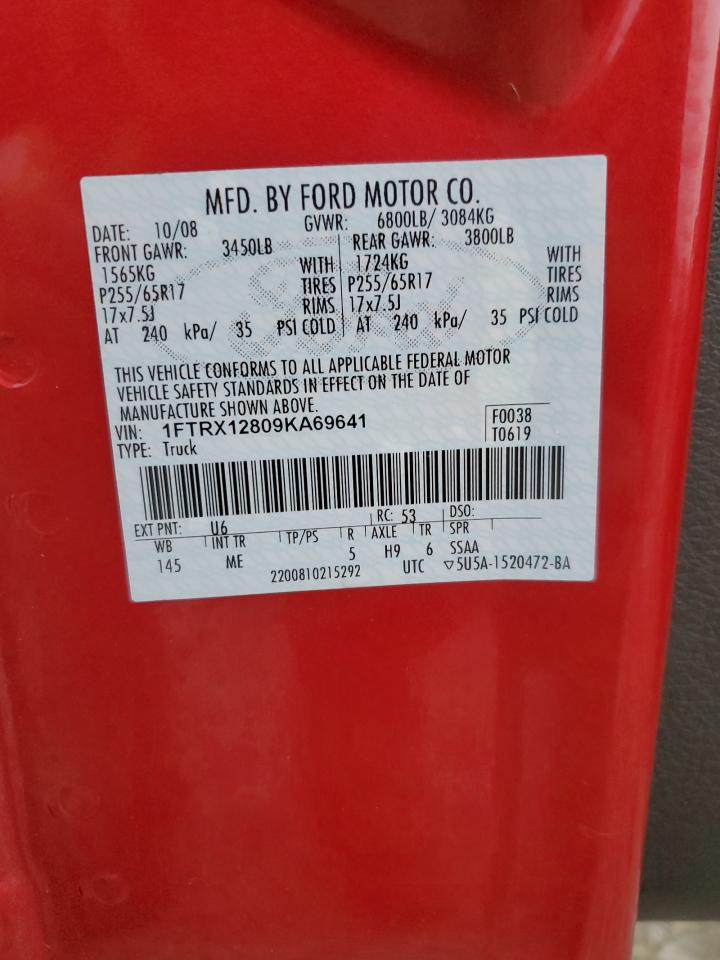 MFD. BY FORD MOTOR CO.
DATE: 10/08 GVWR: 6800LB/ 3084KG
FRONT GAWR: 3450LB REAR GAWR: 3800LB
1565KG WITH 1724KG WITH
P255/65R17 TIRES P255/65R17 TIRES
17x7.5J RIMS 17x7.5J RIMS
AT 240 kPa/ 35 PSI COLD AT 240 kPa/ 35 PSI COLD
THIS VEHICLE CONFORMS TO ALL APPLICABLE FEDERAL MOTOR
VEHICLE SAFETY STANDARDS IN EFFECT ON THE DATE OF
MANUFACTURE SHOWN ABOVE.
VIN: 1FTRX12809KA69641 F0038
TYPE: Truck T0619
EXT PNT: U6 RC: 53 DSO:
WB INT TR TP/PS R AXLE TR SPR
145 ME 5 H9 6 SSAA
2200810215292 UTC ▽5U5A-1520472-BA